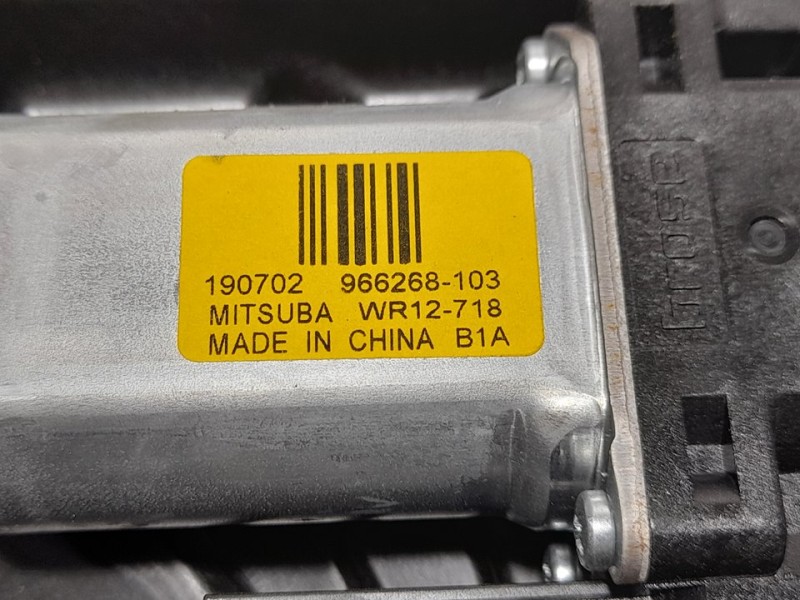 190702 966268-103
MITSUBA WR12-718
MADE IN CHINA B1A